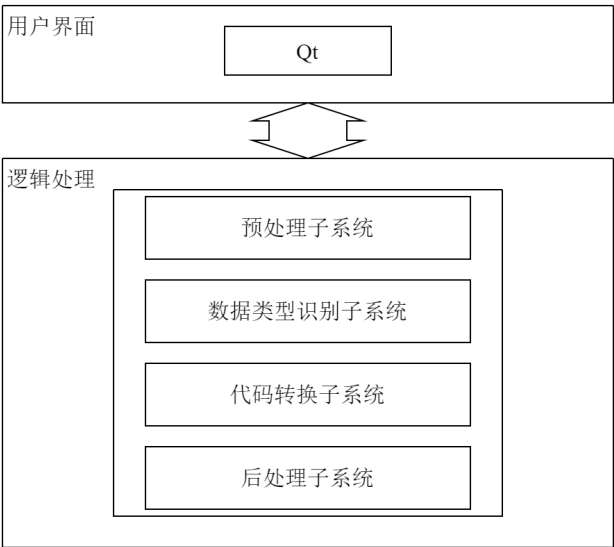 用户界面
Qt
逻辑处理
预处理子系统
数据类型识别子系统
代码转换子系统
后处理子系统